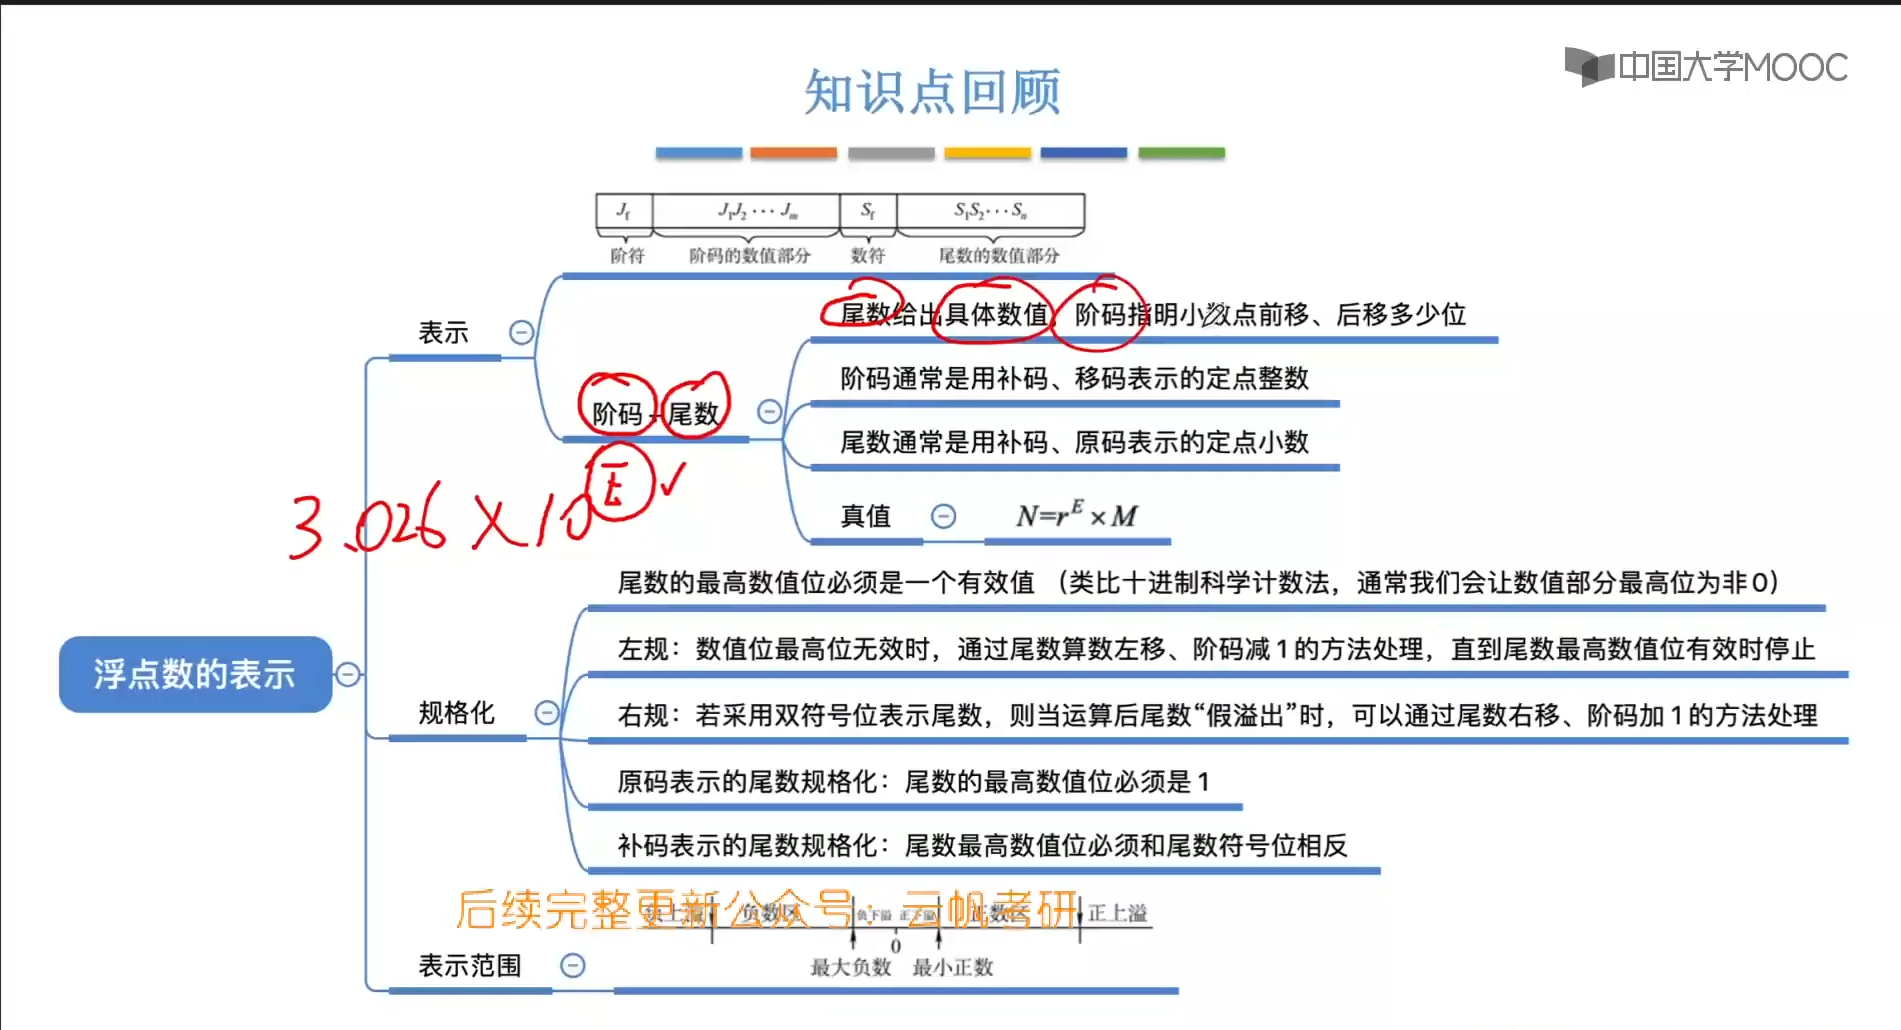 中国大学MOOC
知识点回顾
Jf J1J2···Jm Sf S1S2···Sn
阶符 阶码的数值部分 数符 尾数的数值部分
表示
尾数给出具体数值，阶码指明小数点前移、后移多少位
阶码通常是用补码、移码表示的定点整数
阶码-尾数
尾数通常是用补码、原码表示的定点小数
3.026×10^E ✓
真值 N=r^E×M
尾数的最高数值位必须是一个有效值 （类比十进制科学计数法，通常我们会让数值部分最高位为非0）
左规：数值位最高位无效时，通过尾数算数左移、阶码减1的方法处理，直到尾数最高数值位有效时停止
浮点数的表示
规格化
右规：若采用双符号位表示尾数，则当运算后尾数“假溢出”时，可以通过尾数右移、阶码加1的方法处理
原码表示的尾数规格化：尾数的最高数值位必须是1
补码表示的尾数规格化：尾数最高数值位必须和尾数符号位相反
后续完整更新公众号：云帆考研
负上溢 负数区 负下溢 正下溢 正数区 正上溢
0
表示范围
最大负数 最小正数